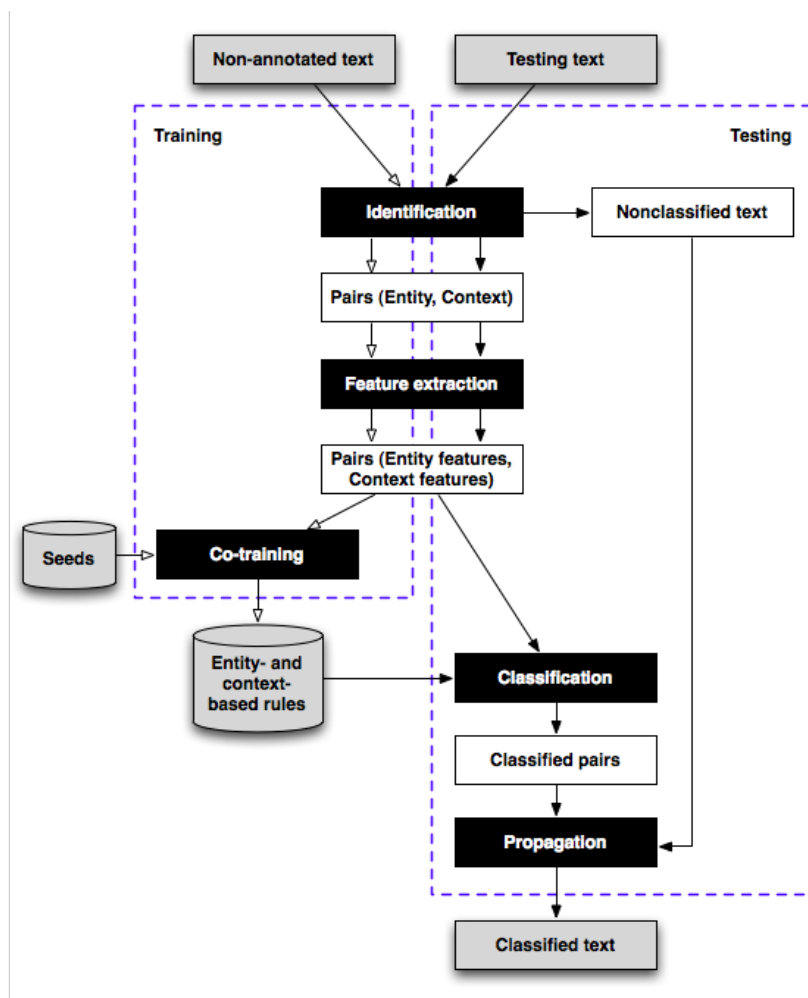 Non-annotated text
Testing text
Training
Testing
Identification
Nonclassified text
Pairs (Entity, Context)
Feature extraction
Pairs (Entity features,
Context features)
Seeds
Co-training
Entity- and
context-
based rules
Classification
Classified pairs
Propagation
Classified text